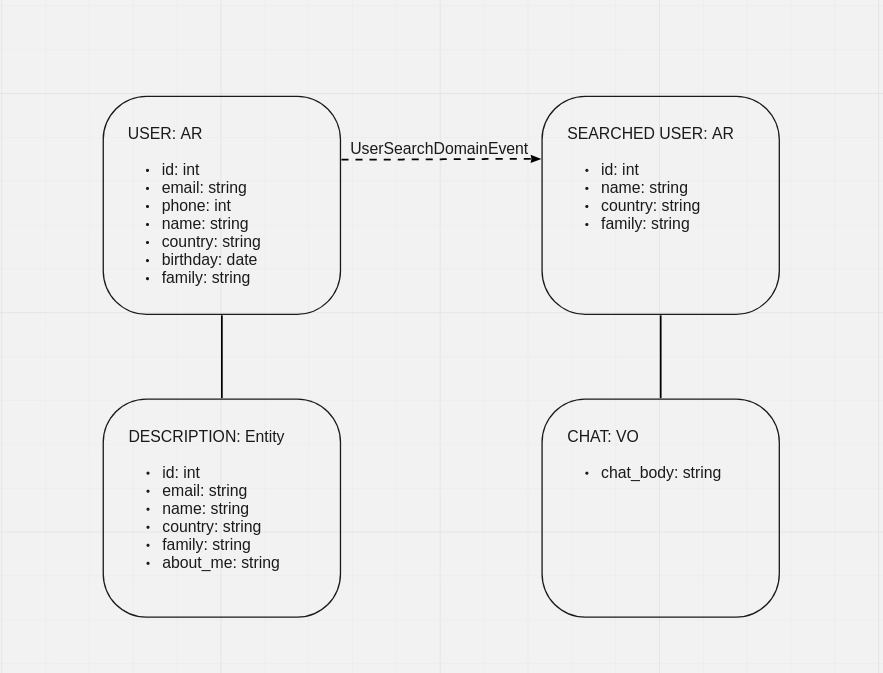 USER: AR
• id: int
• email: string
• phone: int
• name: string
• country: string
• birthday: date
• family: string
UserSearchDomainEvent
SEARCHED USER: AR
• id: int
• name: string
• country: string
• family: string
DESCRIPTION: Entity
• id: int
• email: string
• name: string
• country: string
• family: string
• about_me: string
CHAT: VO
• chat_body: string